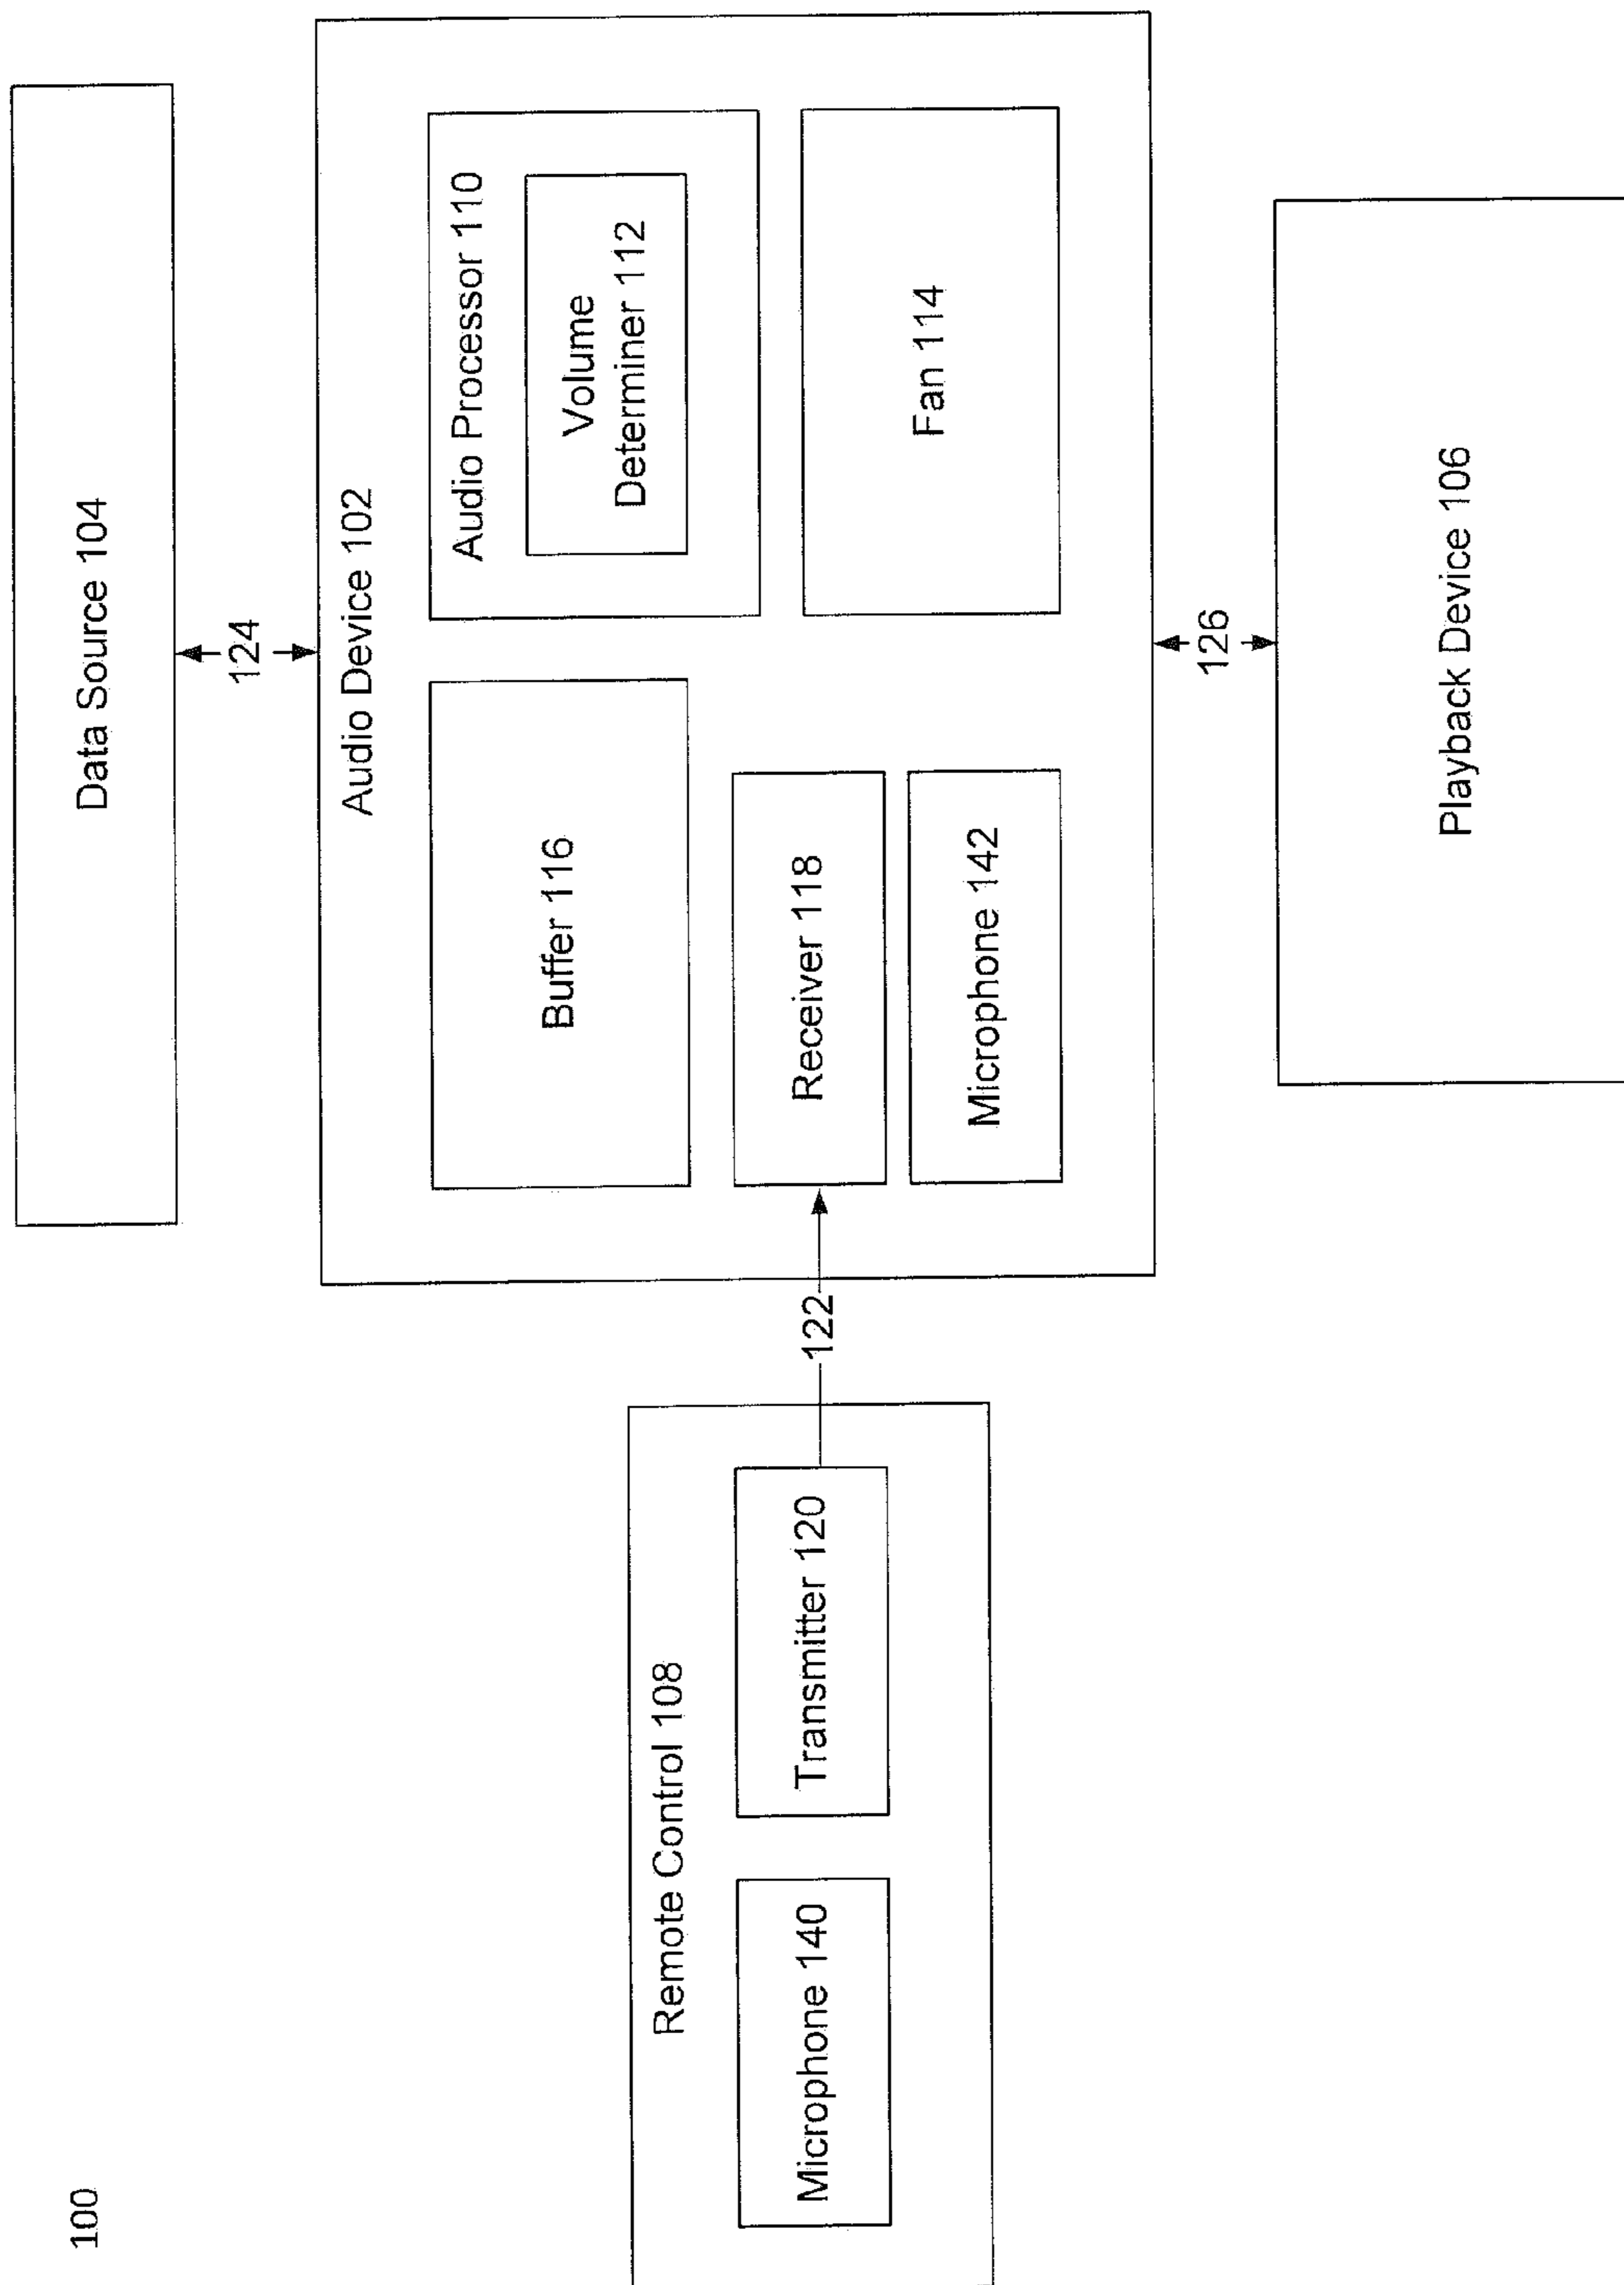 100
Data Source 104
124
Audio Device 102
Buffer 116
Audio Processor 110
Volume
Determiner 112
Receiver 118
Microphone 142
Fan 114
Remote Control 108
Microphone 140
Transmitter 120
122
126
Playback Device 106